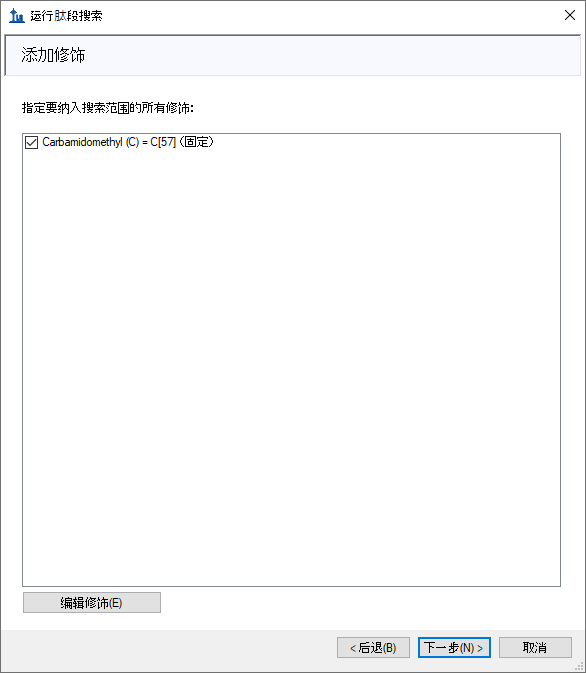 运行肽段搜索
添加修饰
指定要纳入搜索范围的所有修饰:
Carbamidomethyl (C) = C[57] (固定)
编辑修饰(E)
< 后退(B)
下一步(N) >
取消